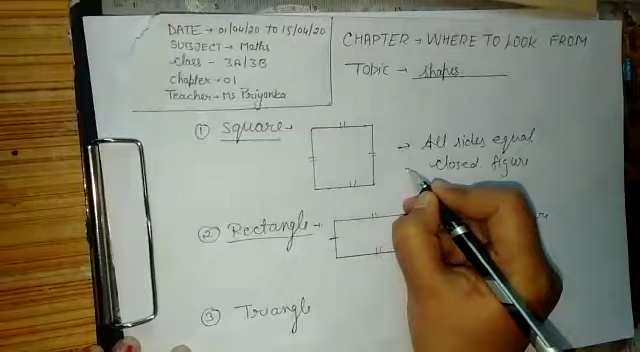 DATE → 01/04/20 TO 15/04/20
SUBJECT → Maths
class - 3A/3B
Chapter → 01
Teacher → Ms Priyanka
CHAPTER → WHERE TO LOOK FROM
TOPIC → shapes
① Square →
→ All sides equal
closed figure
② Rectangle →
③ Triangle